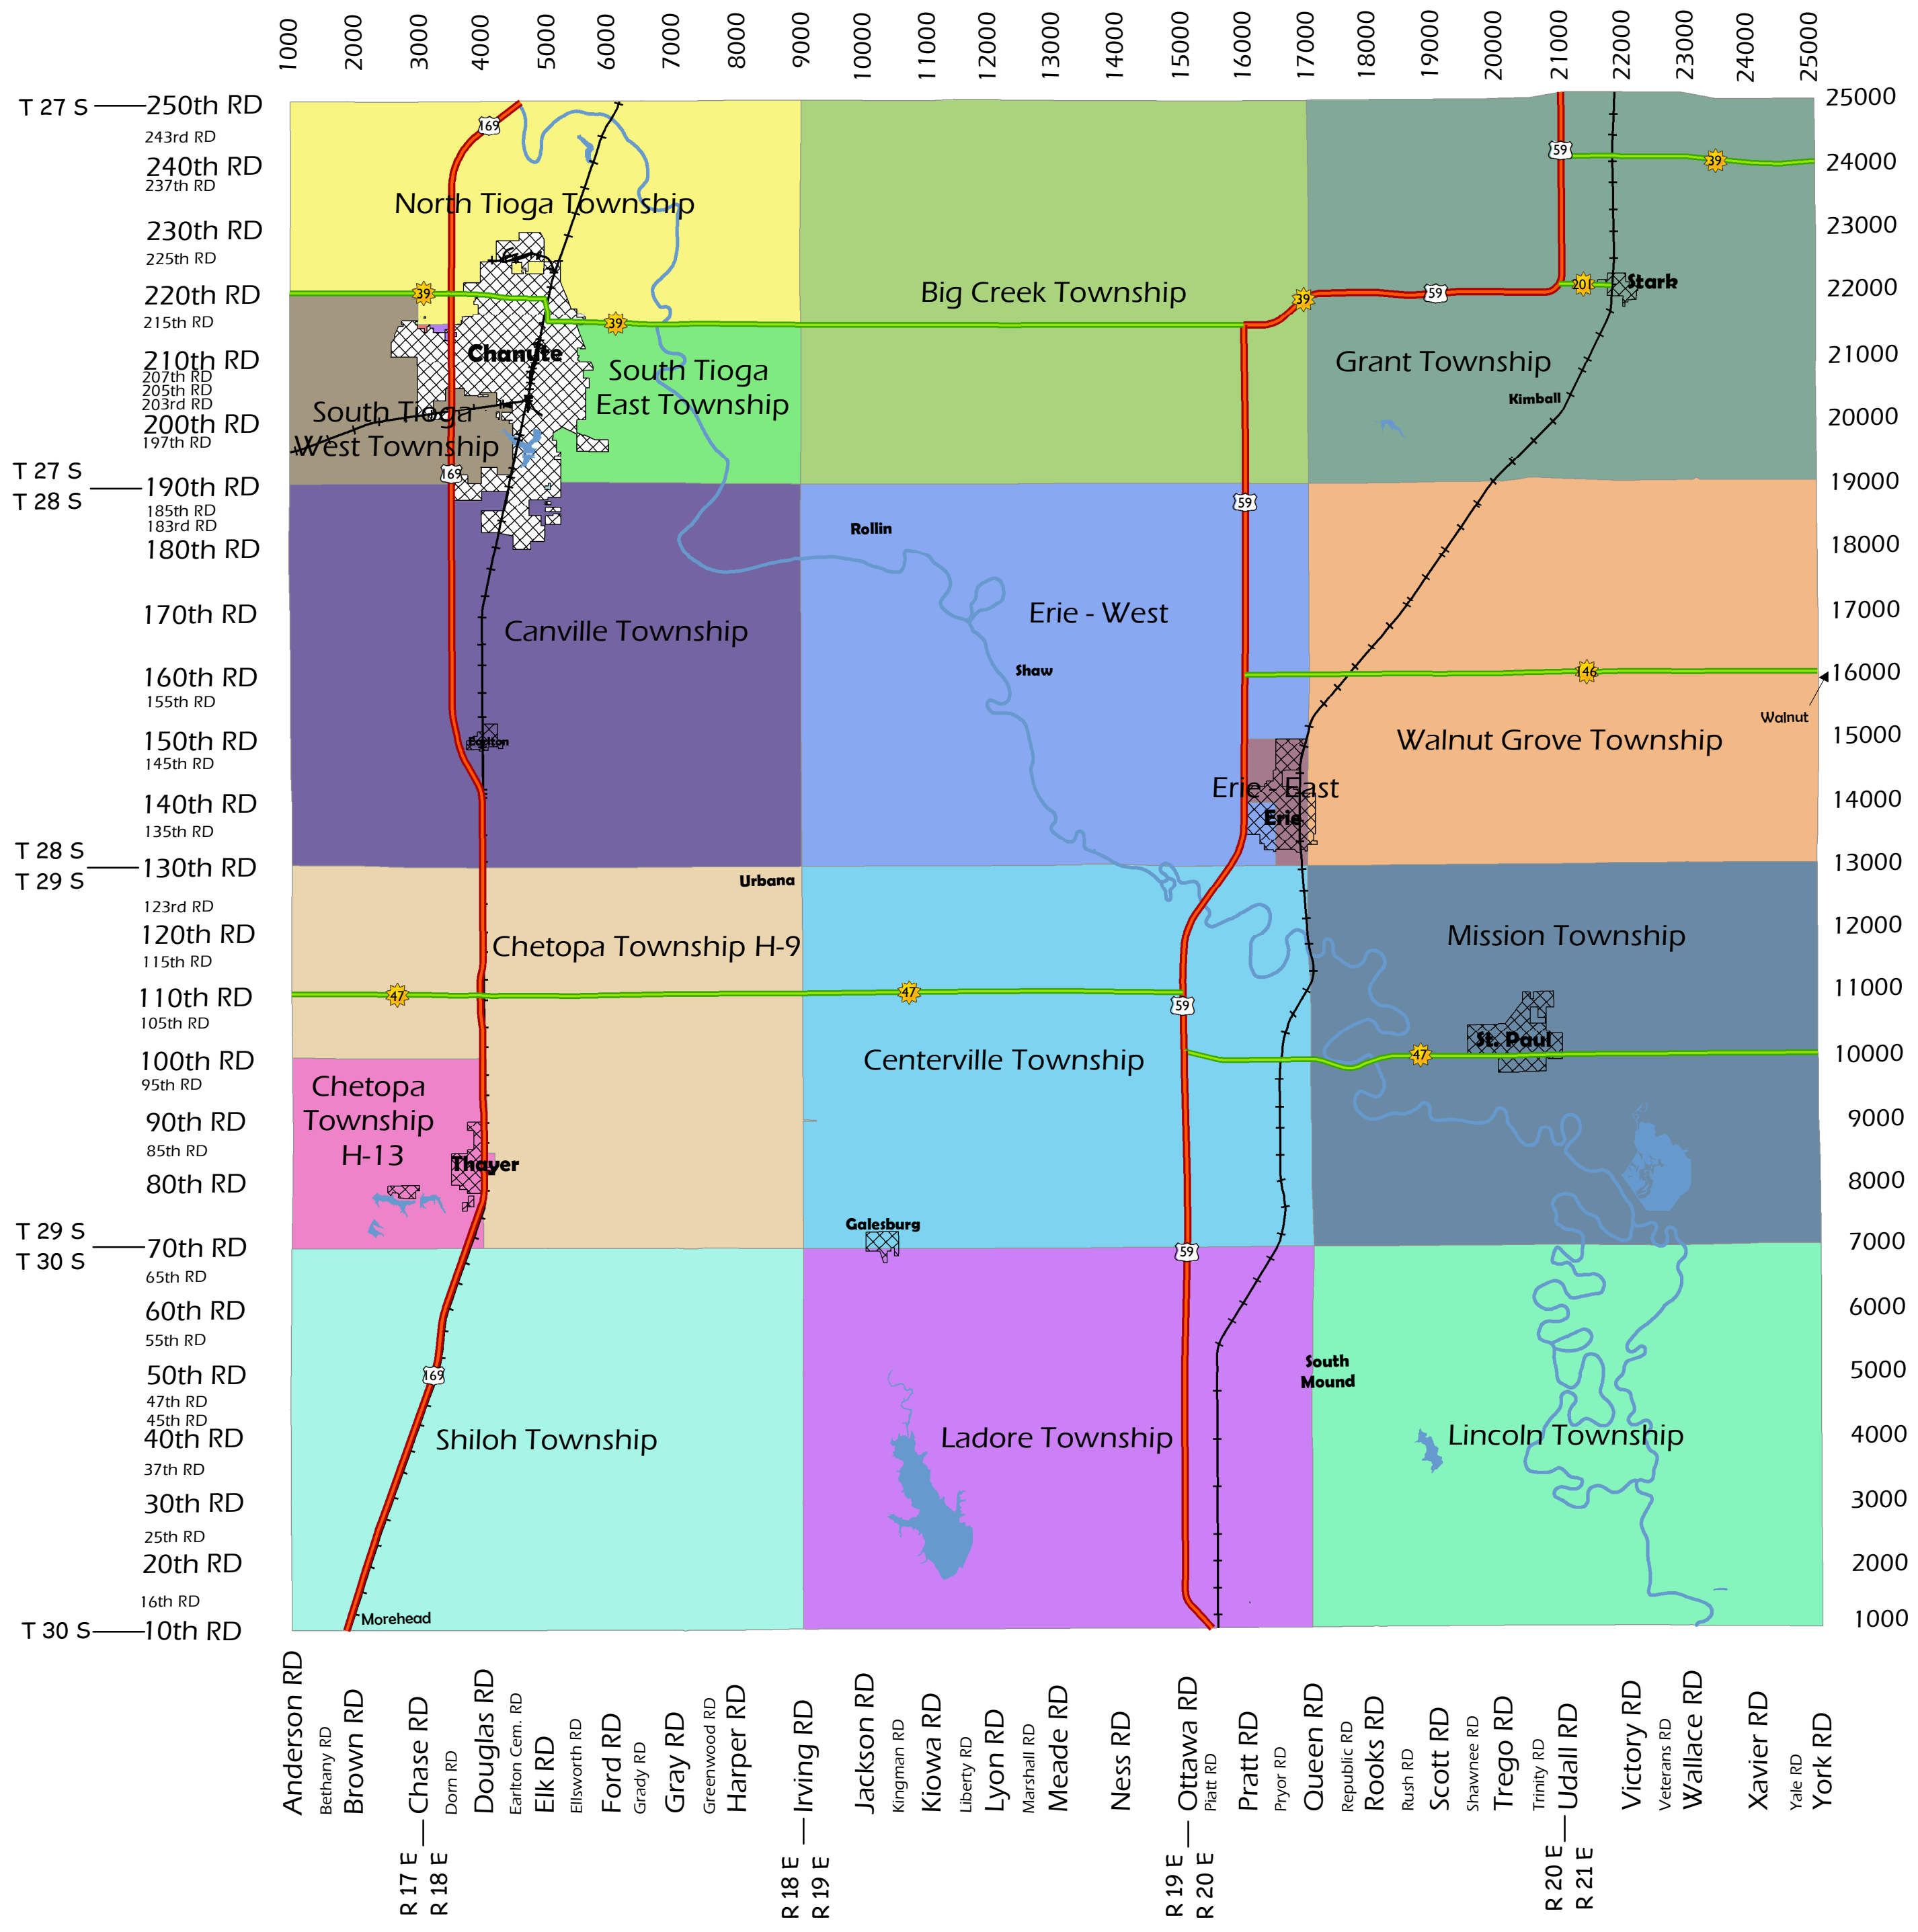 1000 2000 3000 4000 5000 6000 7000 8000 9000 10000 11000 12000 13000 14000 15000 16000 17000 18000 19000 20000 21000 22000 23000 24000 25000
T 27 S
250th RD
243rd RD
240th RD
237th RD
230th RD
225th RD
220th RD
215th RD
210th RD
207th RD
205th RD
203rd RD
200th RD
197th RD
T 27 S
T 28 S
190th RD
185th RD
183rd RD
180th RD
170th RD
160th RD
155th RD
150th RD
145th RD
140th RD
135th RD
T 28 S
T 29 S
130th RD
123rd RD
120th RD
115th RD
110th RD
105th RD
100th RD
95th RD
90th RD
85th RD
80th RD
T 29 S
T 30 S
70th RD
65th RD
60th RD
55th RD
50th RD
47th RD
45th RD
40th RD
37th RD
30th RD
25th RD
20th RD
16th RD
T 30 S
10th RD
169
59
39
North Tioga Township
39
39
39
59
201
Stark
Big Creek Township
Chanute
South Tioga
East Township
Grant Township
Kimball
South Tioga
West Township
169
59
Rollin
Canville Township
Erie - West
Shaw
146
Walnut
Earlton
Walnut Grove Township
Erie - East
Erie
Urbana
Chetopa Township H-9
Mission Township
47
47
59
St. Paul
47
Centerville Township
Chetopa
Township
H-13
Thayer
Galesburg
59
South
Mound
169
Shiloh Township
Ladore Township
Lincoln Township
Morehead
25000
24000
23000
22000
21000
20000
19000
18000
17000
16000
15000
14000
13000
12000
11000
10000
9000
8000
7000
6000
5000
4000
3000
2000
1000
Anderson RD
Bethany RD
Brown RD
Chase RD
Dorn RD
Douglas RD
Earlton Cem. RD
Elk RD
Ellsworth RD
Ford RD
Grady RD
Gray RD
Greenwood RD
Harper RD
Irving RD
Jackson RD
Kingman RD
Kiowa RD
Liberty RD
Lyon RD
Marshall RD
Meade RD
Ness RD
Ottawa RD
Piatt RD
Pratt RD
Pryor RD
Queen RD
Republic RD
Rooks RD
Rush RD
Scott RD
Shawnee RD
Trego RD
Trinity RD
Udall RD
Victory RD
Veterans RD
Wallace RD
Xavier RD
Yale RD
York RD
R 17 E
R 18 E
R 18 E
R 19 E
R 19 E
R 20 E
R 20 E
R 21 E